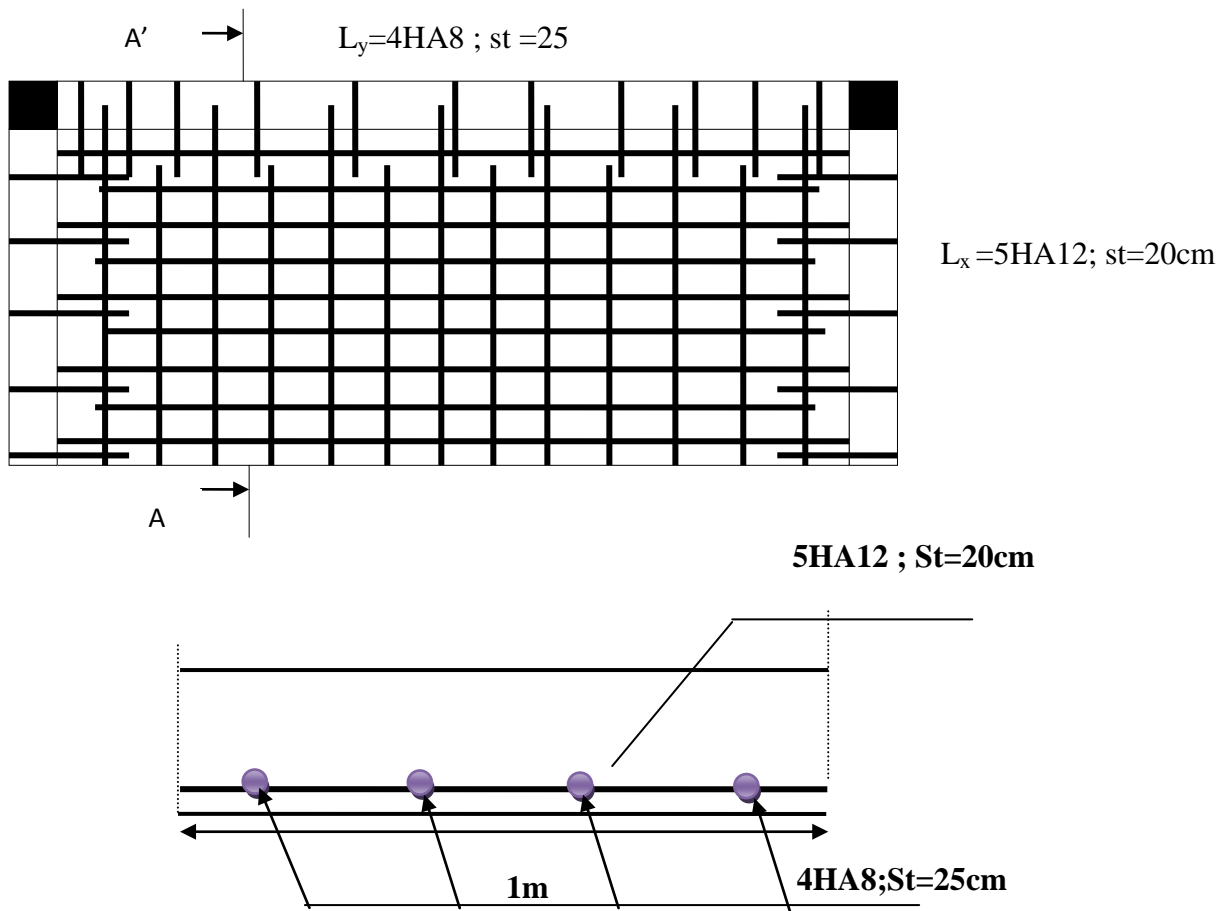 A’
Ly=4HA8 ; st =25
Lx =5HA12; st=20cm
A
5HA12 ; St=20cm
1m
4HA8;St=25cm